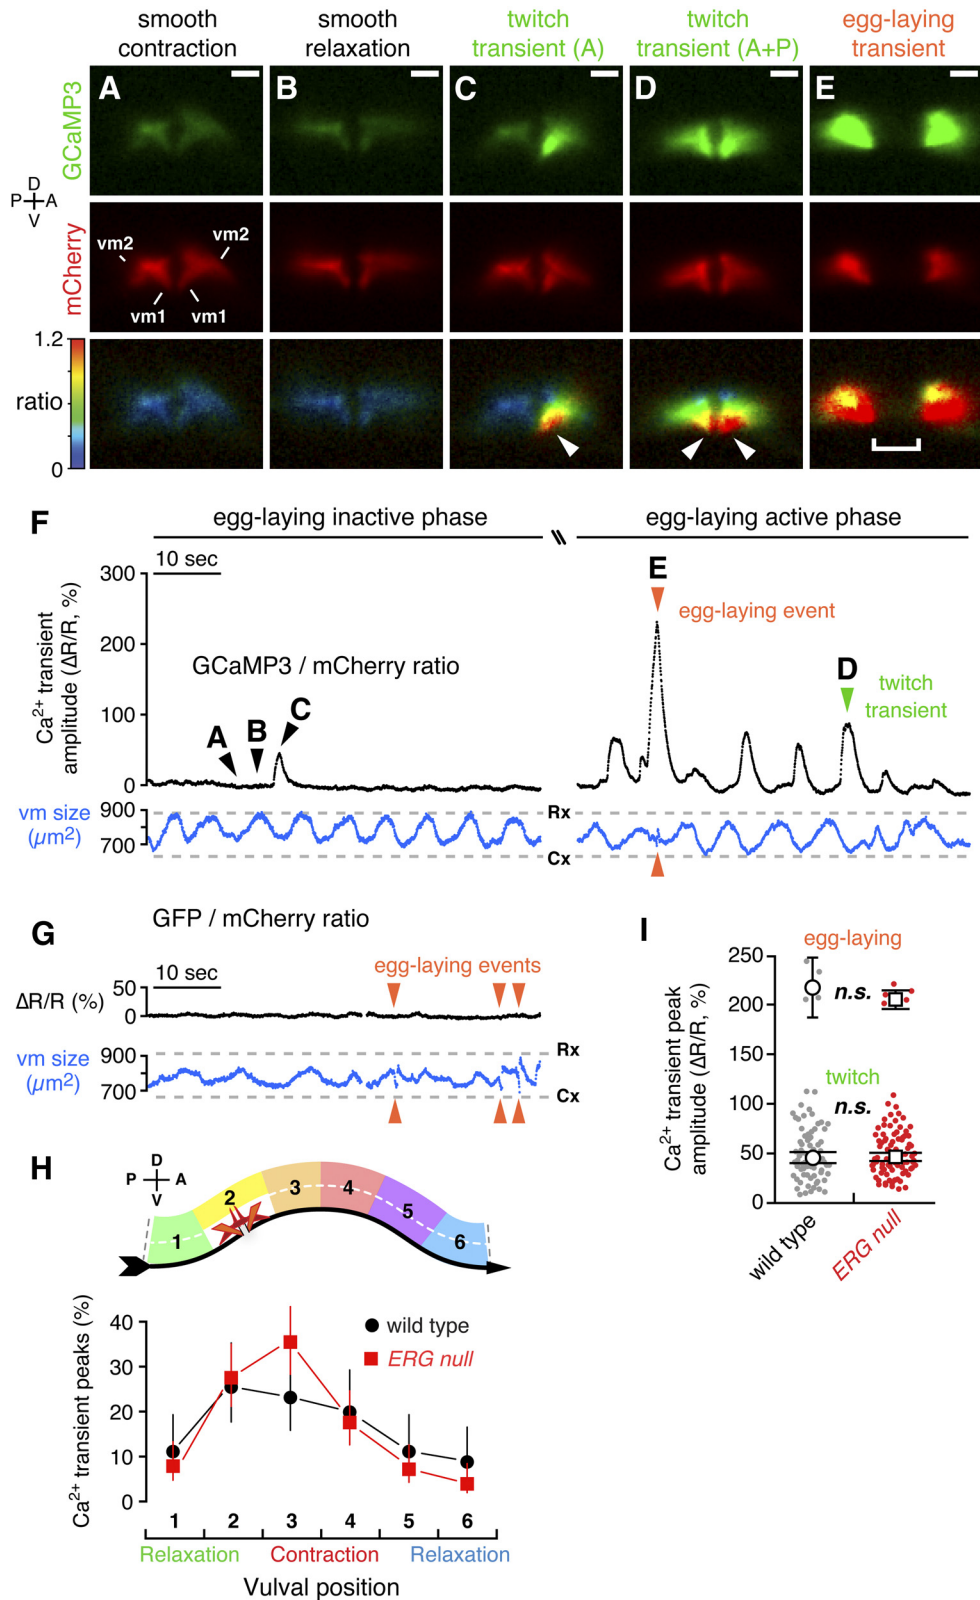 smooth contraction
smooth relaxation
twitch transient (A)
twitch transient (A+P)
egg-laying transient
A
B
C
D
E
GCaMP3
D
P A
V
mCherry
vm2
vm2
vm1
vm1
1.2
ratio
0
F
egg-laying inactive phase
egg-laying active phase
10 sec
300
200
100
0
Ca2+ transient
amplitude (ΔR/R, %)
GCaMP3 / mCherry ratio
A
B
C
E
egg-laying event
D
twitch
transient
vm size
(µm2)
900
700
Rx
Cx
G
GFP / mCherry ratio
10 sec
egg-laying events
50
0
ΔR/R (%)
vm size
(µm2)
900
700
Rx
Cx
H
D
P A
V
1
2
3
4
5
6
Ca2+ transient peaks (%)
40
30
20
10
0
wild type
ERG null
1 2 3 4 5 6
Relaxation
Contraction
Relaxation
Vulval position
I
egg-laying
n.s.
twitch
n.s.
Ca2+ transient peak
amplitude (ΔR/R, %)
250
200
150
100
50
0
wild type
ERG null